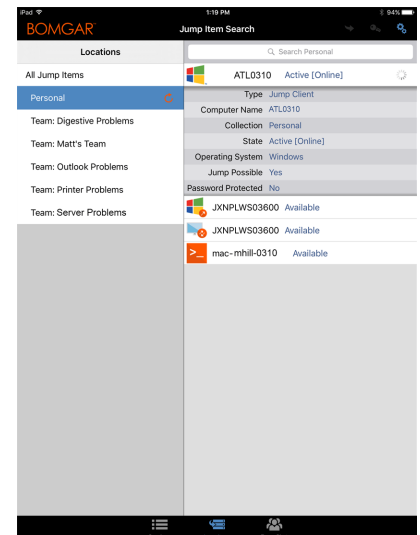 iPad 1:19 PM 94%
BOMGAR Jump Item Search
Locations
Search Personal
All Jump Items
Personal
Team: Digestive Problems
Team: Matt's Team
Team: Outlook Problems
Team: Printer Problems
Team: Server Problems
ATL0310 Active [Online]
Type Jump Client
Computer Name ATL0310
Collection Personal
State Active [Online]
Operating System Windows
Jump Possible Yes
Password Protected No
JXNPLWS03600 Available
JXNPLWS03600 Available
>_ mac-mhill-0310 Available